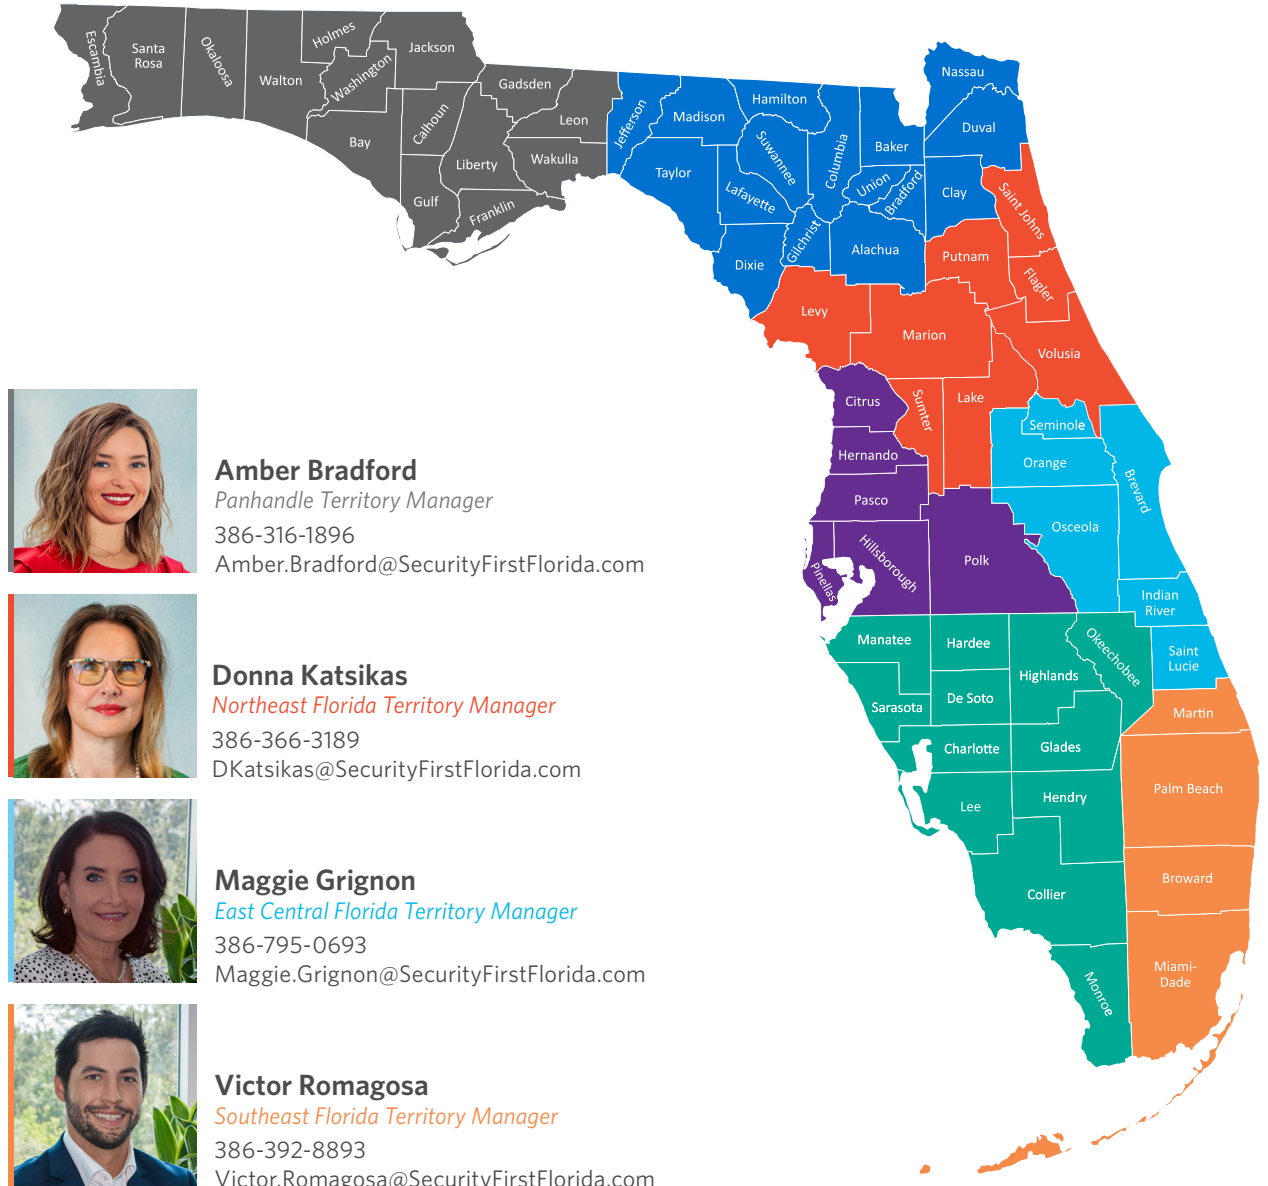 Escambia
Santa
Rosa
Okaloosa
Walton
Holmes
Washington
Jackson
Bay
Calhoun
Gulf
Liberty
Gadsden
Franklin
Leon
Wakulla
Jefferson
Madison
Taylor
Hamilton
Suwannee
Lafayette
Dixie
Columbia
Gilchrist
Baker
Union
Bradford
Alachua
Nassau
Duval
Clay
Saint Johns
Putnam
Flagler
Levy
Marion
Volusia
Citrus
Sumter
Lake
Seminole
Hernando
Orange
Brevard
Pasco
Osceola
Pinellas
Hillsborough
Polk
Indian
River
Manatee
Hardee
Okeechobee
Saint
Lucie
Highlands
Sarasota
De Soto
Martin
Charlotte
Glades
Palm Beach
Lee
Hendry
Broward
Collier
Miami-
Dade
Monroe
Amber Bradford
Panhandle Territory Manager
386-316-1896
Amber.Bradford@SecurityFirstFlorida.com
Donna Katsikas
Northeast Florida Territory Manager
386-366-3189
DKatsikas@SecurityFirstFlorida.com
Maggie Grignon
East Central Florida Territory Manager
386-795-0693
Maggie.Grignon@SecurityFirstFlorida.com
Victor Romagosa
Southeast Florida Territory Manager
386-392-8893
Victor.Romagosa@SecurityFirstFlorida.com